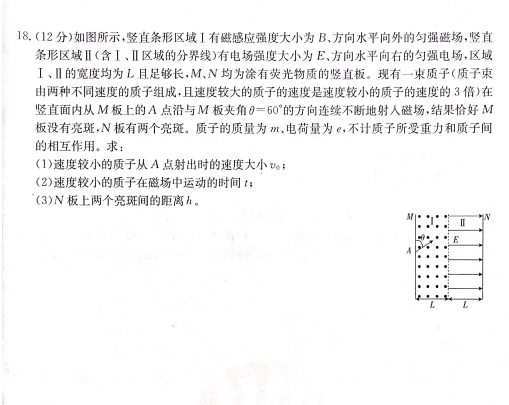 18.(12分)如图所示,竖直条形区域Ⅰ有磁感应强度大小为B、方向水平向外的匀强磁场,竖直
条形区域Ⅱ(含Ⅰ、Ⅱ区域的分界线)有电场强度大小为E、方向水平向右的匀强电场,区域
Ⅰ、Ⅱ的宽度均为L且足够长,M、N均为涂有荧光物质的竖直板。现有一束质子(质子束
由两种不同速度的质子组成,且速度较大的质子的速度是速度较小的质子的速度的3倍)在
竖直面内从M板上的A点沿与M板夹角θ=60°的方向连续不断地射入磁场,结果恰好M
板没有亮斑,N板有两个亮斑。质子的质量为m、电荷量为e,不计质子所受重力和质子间
的相互作用。求:
(1)速度较小的质子从A点射出时的速度大小v₀;
(2)速度较小的质子在磁场中运动的时间t;
(3)N板上两个亮斑间的距离h。
M Ⅰ Ⅱ N
θ E
A
L L